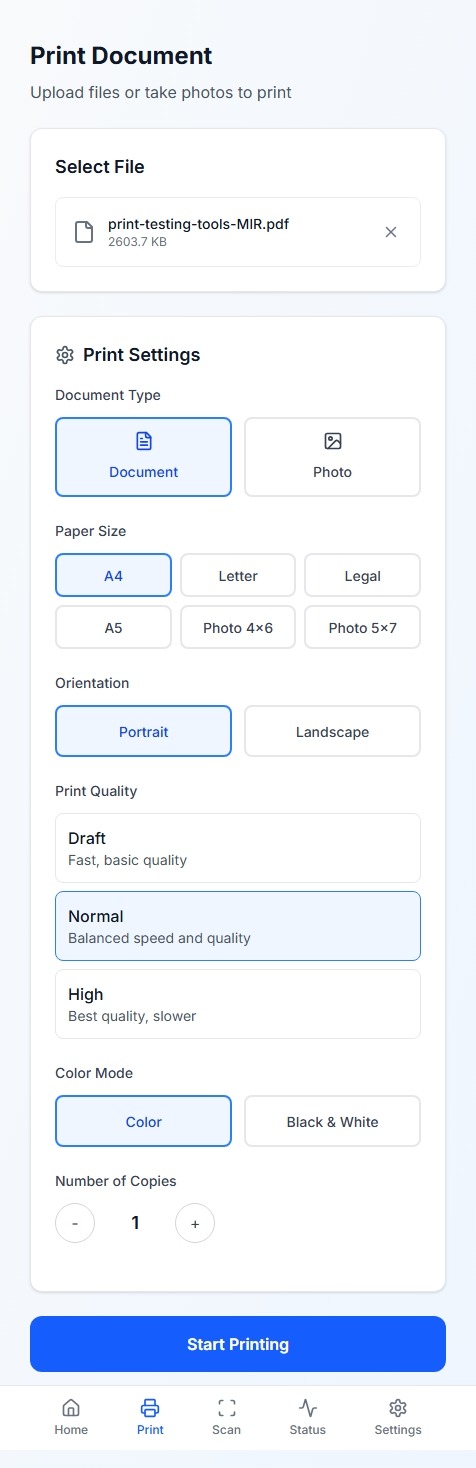 Print Document
Upload files or take photos to print
Select File
print-testing-tools-MIR.pdf
2603.7 KB
Print Settings
Document Type
Document
Photo
Paper Size
A4
Letter
Legal
A5
Photo 4×6
Photo 5×7
Orientation
Portrait
Landscape
Print Quality
Draft
Fast, basic quality
Normal
Balanced speed and quality
High
Best quality, slower
Color Mode
Color
Black & White
Number of Copies
- 1 +
Start Printing
Home
Print
Scan
Status
Settings